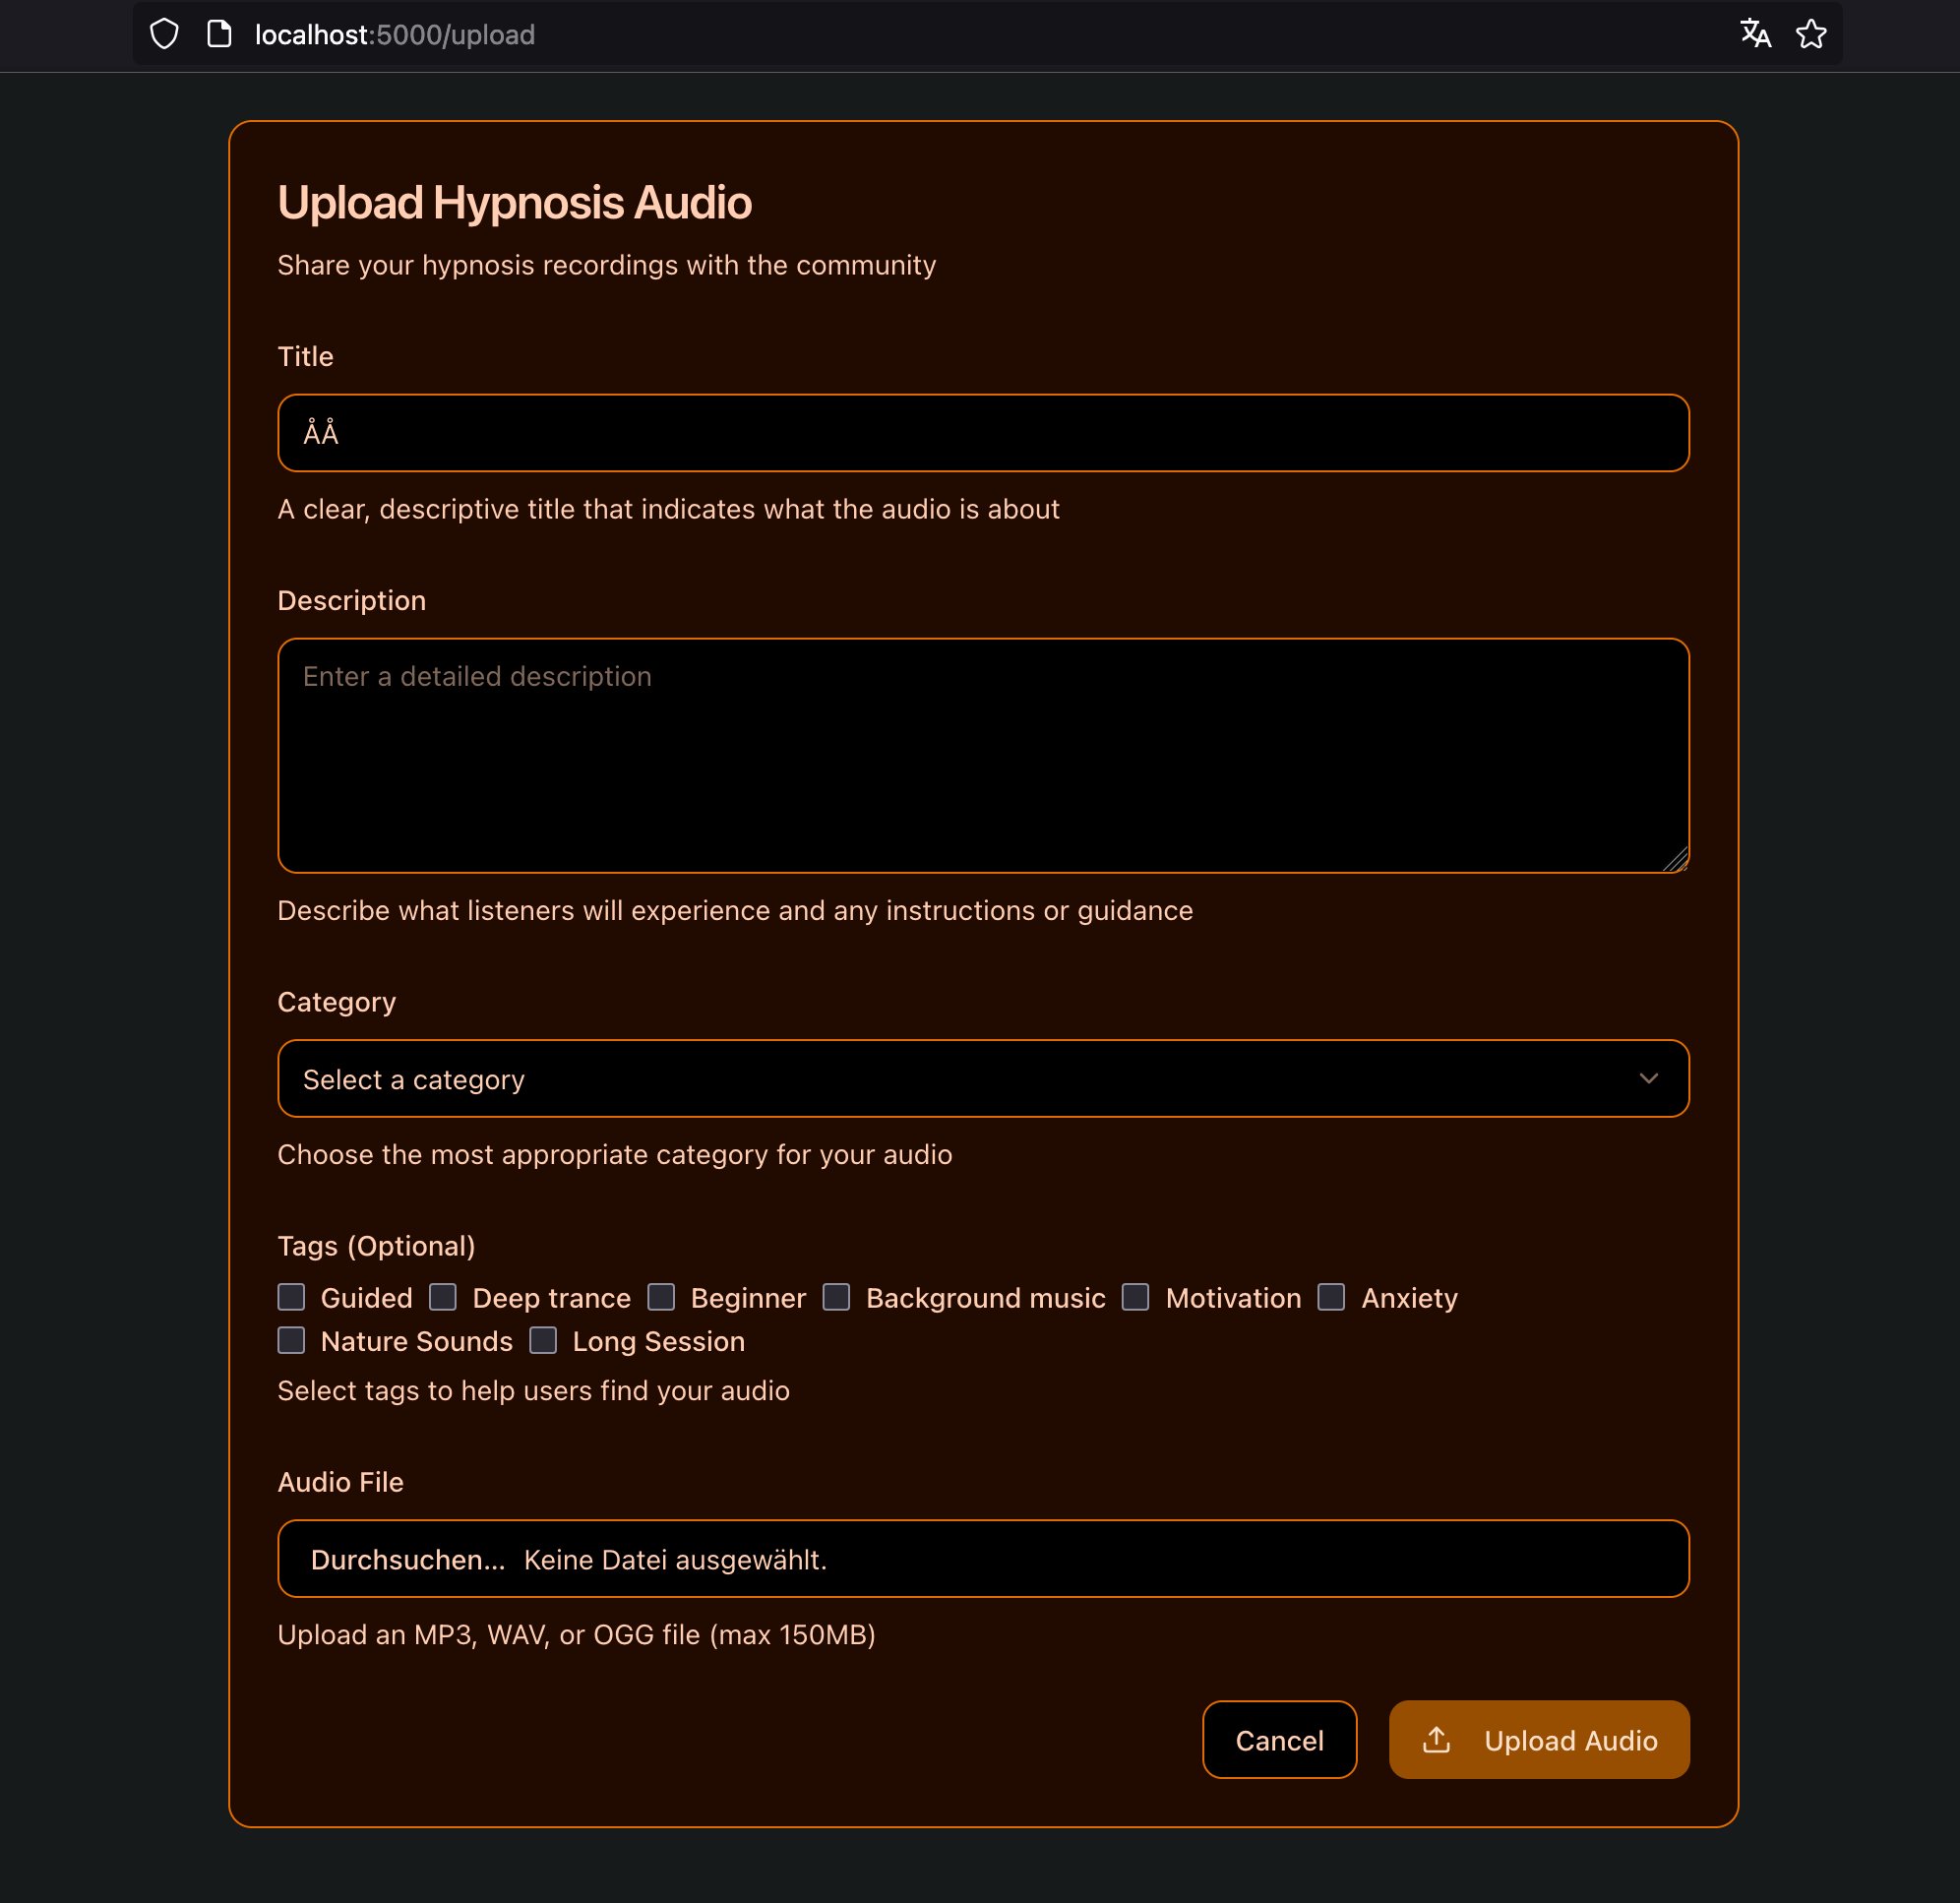 localhost:5000/upload
Upload Hypnosis Audio
Share your hypnosis recordings with the community
Title
ÅÅ
A clear, descriptive title that indicates what the audio is about
Description
Enter a detailed description
Describe what listeners will experience and any instructions or guidance
Category
Select a category
Choose the most appropriate category for your audio
Tags (Optional)
Guided Deep trance Beginner Background music Motivation Anxiety
Nature Sounds Long Session
Select tags to help users find your audio
Audio File
Durchsuchen... Keine Datei ausgewählt.
Upload an MP3, WAV, or OGG file (max 150MB)
Cancel Upload Audio